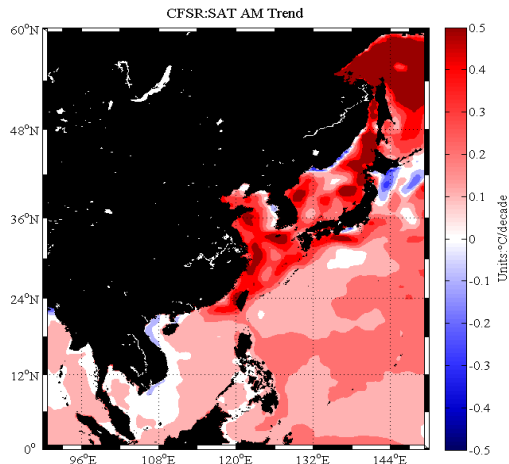 CFSR:SAT AM Trend
60°N
48°N
36°N
24°N
12°N
0°
96°E
108°E
120°E
132°E
144°E
0.5
0.4
0.3
0.2
0.1
0
-0.1
-0.2
-0.3
-0.4
-0.5
Units:°C/decade